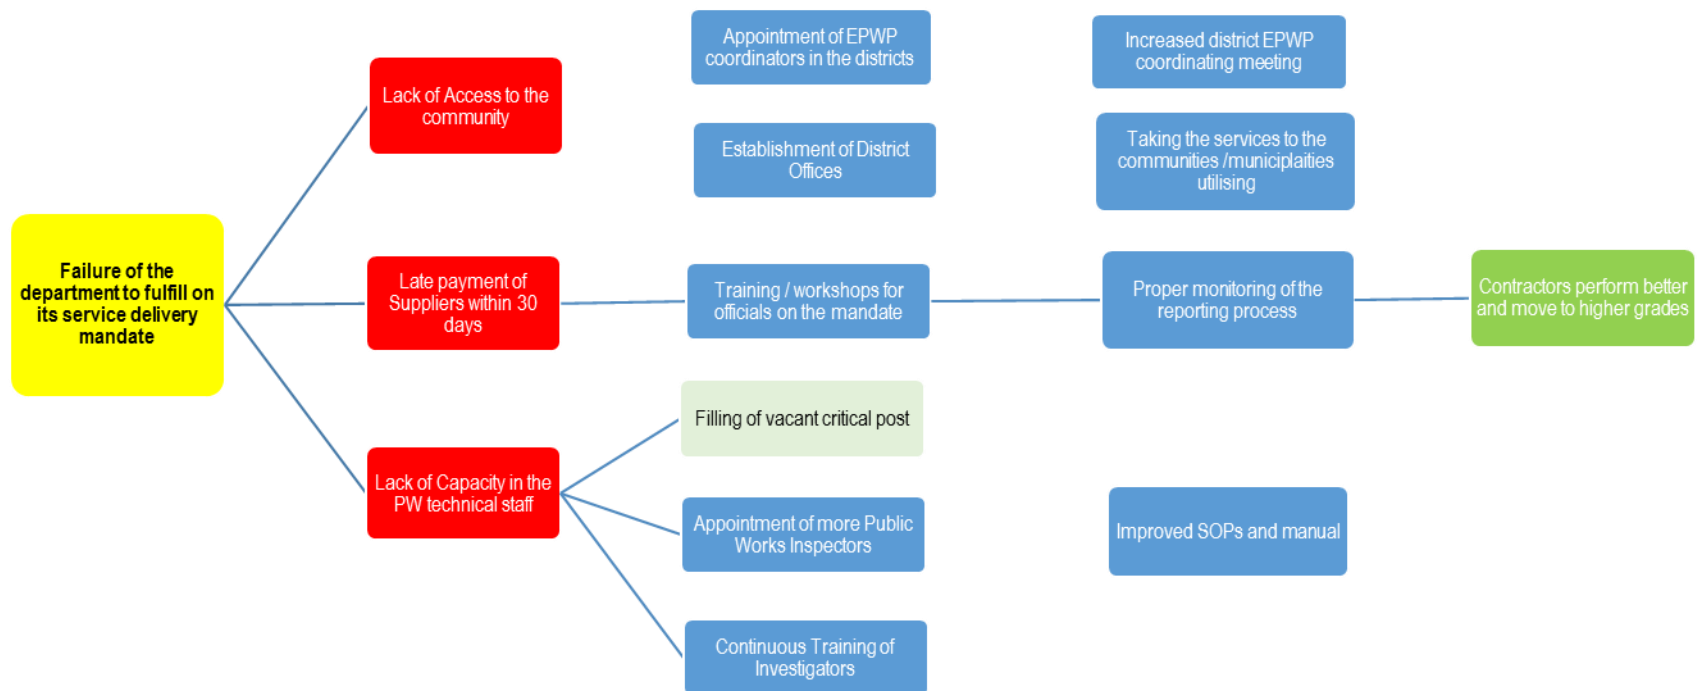 Failure of the
department to fulfill on
its service delivery
mandate
Lack of Access to the
community
Late payment of
Suppliers within 30
days
Lack of Capacity in the
PW technical staff
Appointment of EPWP
coordinators in the districts
Establishment of District
Offices
Training / workshops for
officials on the mandate
Filling of vacant critical post
Appointment of more Public
Works Inspectors
Continuous Training of
Investigators
Increased district EPWP
coordinating meeting
Taking the services to the
communities /municiplaities
utilising
Proper monitoring of the
reporting process
Improved SOPs and manual
Contractors perform better
and move to higher grades